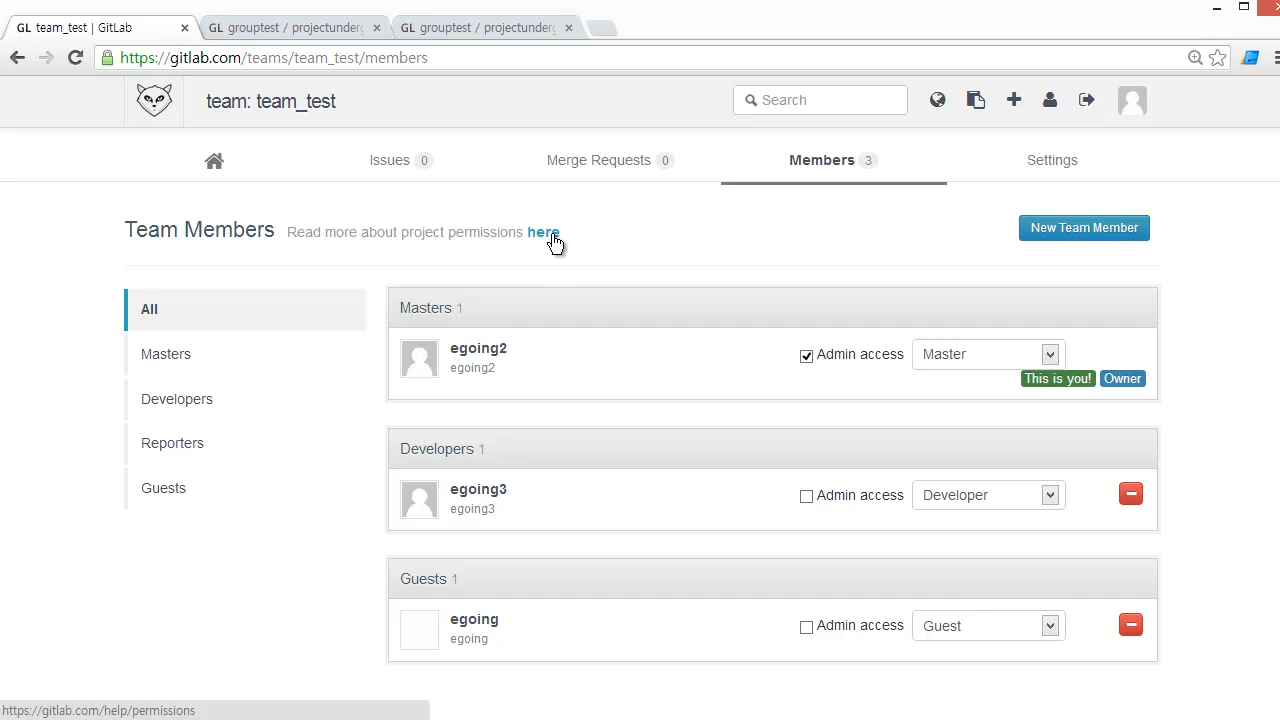 GL team_test | GitLab
GL grouptest / projectunderg
GL grouptest / projectunderg
https://gitlab.com/teams/team_test/members
team: team_test
Search
Issues 0
Merge Requests 0
Members 3
Settings
Team Members
Read more about project permissions here
New Team Member
All
Masters
Developers
Reporters
Guests
Masters 1
egoing2
egoing2
Admin access
Master
This is you!
Owner
Developers 1
egoing3
egoing3
Admin access
Developer
Guests 1
egoing
egoing
Admin access
Guest
https://gitlab.com/help/permissions